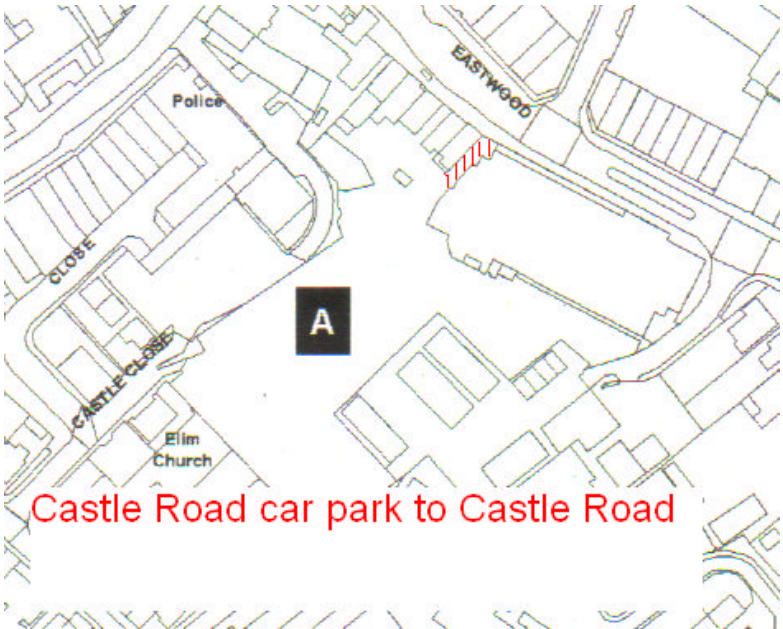 EASTWOOD
Police
CLOSE
A
CASTLE CLOSE
Elim
Church
Castle Road car park to Castle Road